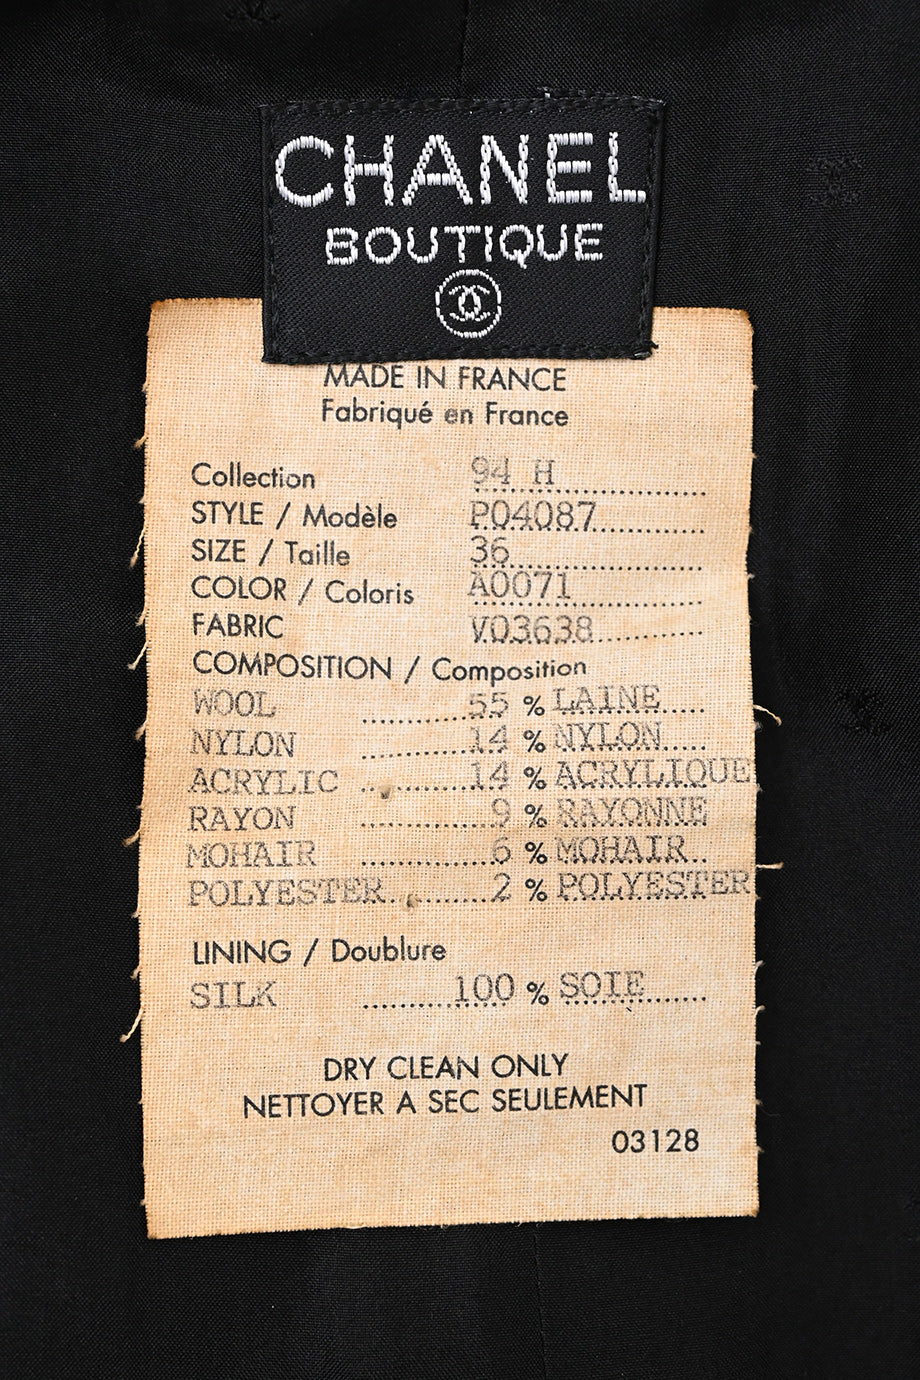 CHANEL
BOUTIQUE
MADE IN FRANCE
Fabriqué en France
Collection 94 H
STYLE / Modèle P04087
SIZE / Taille 36
COLOR / Coloris A0071
FABRIC V03638
COMPOSITION / Composition
WOOL 55 % LAINE
NYLON 14 % NYLON
ACRYLIC 14 % ACRYLIQUE
RAYON 9 % RAYONNE
MOHAIR 6 % MOHAIR
POLYESTER 2 % POLYESTER
LINING / Doublure
SILK 100 % SOIE
DRY CLEAN ONLY
NETTOYER A SEC SEULEMENT
03128